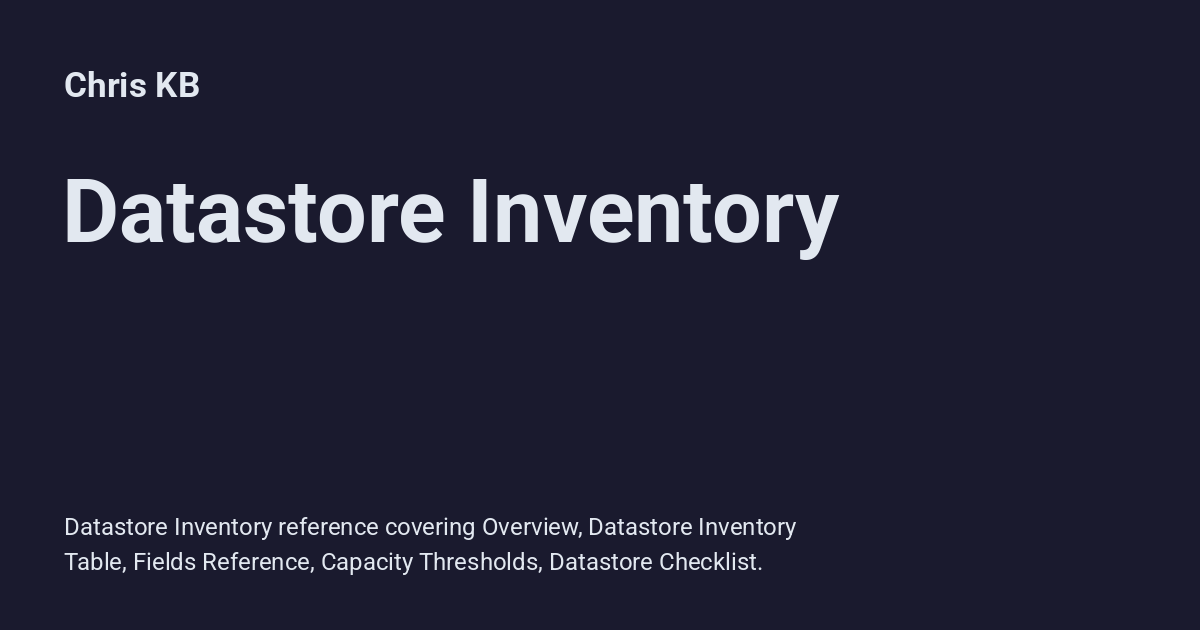 Chris KB
Datastore Inventory
Datastore Inventory reference covering Overview, Datastore Inventory
Table, Fields Reference, Capacity Thresholds, Datastore Checklist.